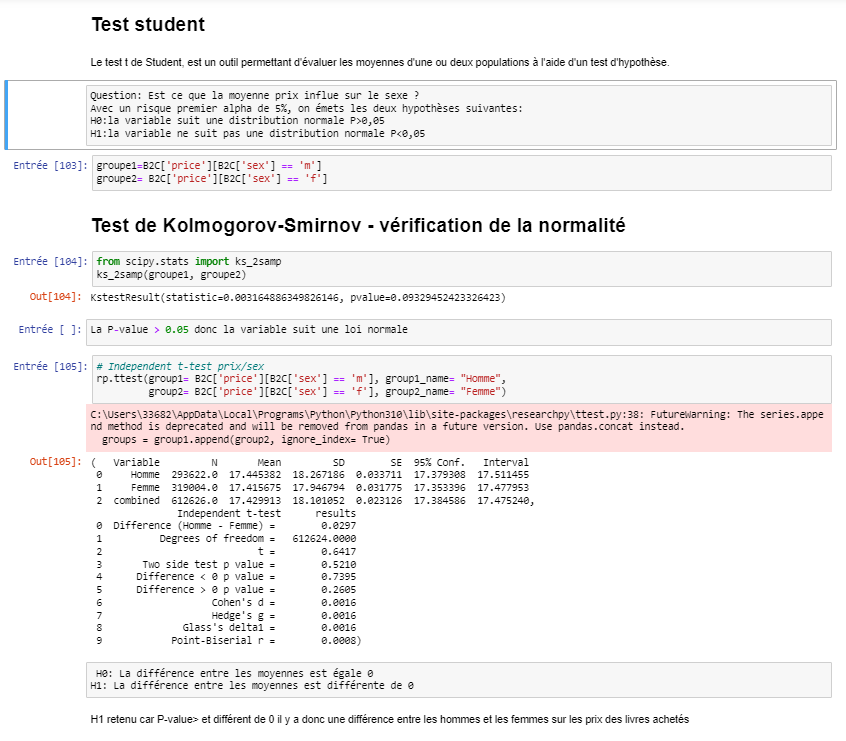 Test student
Le test t de Student, est un outil permettant d'évaluer les moyennes d'une ou deux populations à l'aide d'un test d'hypothèse.
Question: Est ce que la moyenne prix influe sur le sexe ?
Avec un risque premier alpha de 5%, on émets les deux hypothèses suivantes:
H0:la variable suit une distribution normale P>0,05
H1:la variable ne suit pas une distribution normale P<0,05
Entrée [103]: groupe1=B2C['price'][B2C['sex'] == 'm']
groupe2= B2C['price'][B2C['sex'] == 'f']
Test de Kolmogorov-Smirnov - vérification de la normalité
Entrée [104]: from scipy.stats import ks_2samp
ks_2samp(groupe1, groupe2)
Out[104]: KstestResult(statistic=0.003164886349826146, pvalue=0.09329452423326423)
Entrée [ ]: La P-value > 0.05 donc la variable suit une loi normale
Entrée [105]: # Independent t-test prix/sex
rp.ttest(group1= B2C['price'][B2C['sex'] == 'm'], group1_name= "Homme",
group2= B2C['price'][B2C['sex'] == 'f'], group2_name= "Femme")
C:\Users\33682\AppData\Local\Programs\Python\Python310\lib\site-packages\researchpy\ttest.py:38: FutureWarning: The series.appe
nd method is deprecated and will be removed from pandas in a future version. Use pandas.concat instead.
groups = group1.append(group2, ignore_index= True)
Out[105]: ( Variable N Mean SD SE 95% Conf. Interval
0 Homme 293622.0 17.445382 18.267186 0.033711 17.379308 17.511455
1 Femme 319004.0 17.415675 17.946794 0.031775 17.353396 17.477953
2 combined 612626.0 17.429913 18.101052 0.023126 17.384586 17.475240,
Independent t-test results
0 Difference (Homme - Femme) = 0.0297
1 Degrees of freedom = 612624.0000
2 t = 0.6417
3 Two side test p value = 0.5210
4 Difference < 0 p value = 0.7395
5 Difference > 0 p value = 0.2605
6 Cohen's d = 0.0016
7 Hedge's g = 0.0016
8 Glass's delta1 = 0.0016
9 Point-Biserial r = 0.0008)
H0: La différence entre les moyennes est égale 0
H1: La différence entre les moyennes est différente de 0
H1 retenu car P-value> et différent de 0 il y a donc une différence entre les hommes et les femmes sur les prix des livres achetés